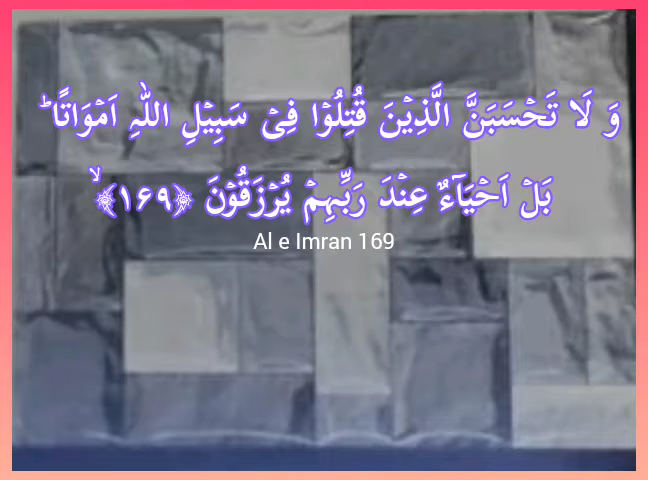 وَ لَا تَحۡسَبَنَّ الَّذِیۡنَ قُتِلُوۡا فِیۡ سَبِیۡلِ اللّٰہِ اَمۡوَاتًا ؕ
بَلۡ اَحۡیَآءٌ عِنۡدَ رَبِّہِمۡ یُرۡزَقُوۡنَ ﴿۱۶۹﴾ۙ
Al e Imran 169